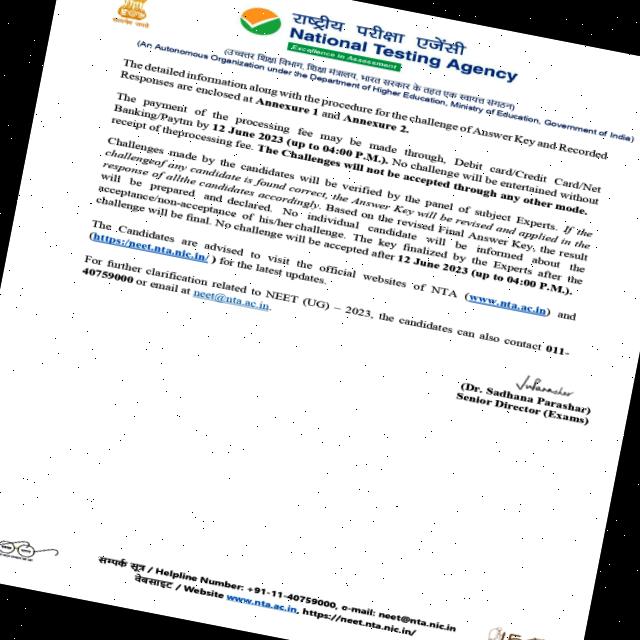 राष्ट्रीय परीक्षा एजेंसी
National Testing Agency
Excellence in Assessment
(उच्चतर शिक्षा विभाग, शिक्षा मंत्रालय, भारत सरकार के तहत एक स्वायत्त संगठन)
(An Autonomous Organization under the Department of Higher Education, Ministry of Education, Government of India)
The detailed information along with the procedure for the challenge of Answer Key and Recorded
Responses are enclosed at Annexure 1 and Annexure 2.
The payment of the processing fee may be made through, Debit card/Credit Card/Net
Banking/Paytm by 12 June 2023 (up to 04:00 P.M.). No challenge will be entertained without
receipt of theprocessing fee. The Challenges will not be accepted through any other mode.
Challenges made by the candidates will be verified by the panel of subject Experts. If the
challengeof any candidate is found correct, the Answer Key will be revised and applied in the
response of allthe candidates accordingly. Based on the revised Final Answer Key, the result
will be prepared and declared. No individual candidate will be informed about the
acceptance/non-acceptance of his/herchallenge. The key finalized by the Experts after the
challenge will be final. No challenge will be accepted after 12 June 2023 (up to 04:00 P.M.).
The Candidates are advised to visit the official websites of NTA (www.nta.ac.in) and
(https:/neet.nta.nic.in/ ) for the latest updates.
For further clarification related to NEET (UG) – 2023, the candidates can also contact 011-
40759000 or email at neet@nta.ac.in.
(Dr. Sadhana Parashar)
Senior Director (Exams)
सम्पर्क सूत्र / Helpline Number: +91-11-40759000, e-mail: neet@nta.nic.in
वेबसाइट / Website www.nta.ac.in, https://neet.nta.nic.in/